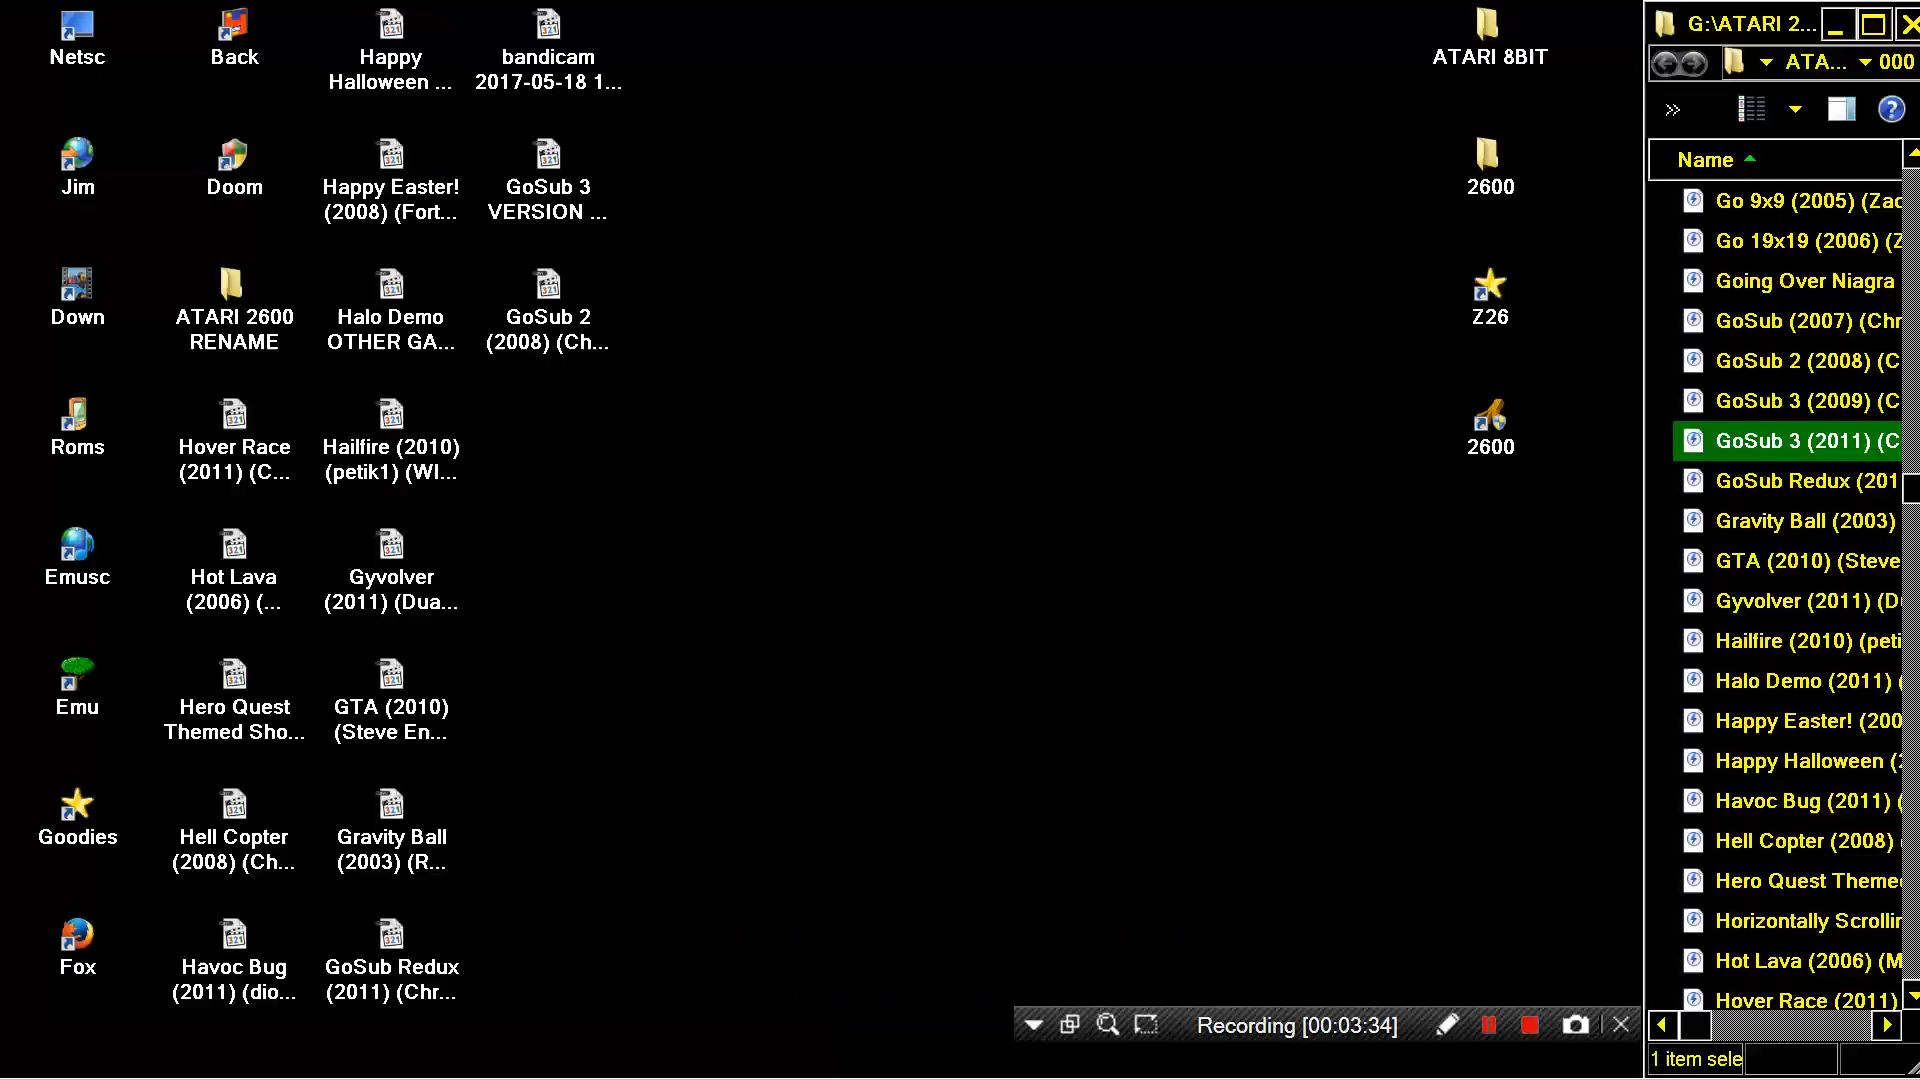 Netsc
Back
Happy
Halloween ...
bandicam
2017-05-18 1...
ATARI 8BIT
Jim
Doom
Happy Easter!
(2008) (Fort...
GoSub 3
VERSION ...
2600
Down
ATARI 2600
RENAME
Halo Demo
OTHER GA...
GoSub 2
(2008) (Ch...
Z26
Roms
Hover Race
(2011) (C...
Hailfire (2010)
(petik1) (WI...
2600
Emusc
Hot Lava
(2006) (...
Gyvolver
(2011) (Dua...
Emu
Hero Quest
Themed Sho...
GTA (2010)
(Steve En...
Goodies
Hell Copter
(2008) (Ch...
Gravity Ball
(2003) (R...
Fox
Havoc Bug
(2011) (dio...
GoSub Redux
(2011) (Chr...
Recording [00:03:34]
G:\ATARI 2...
ATA... 000
Name
Go 9x9 (2005) (Zac
Go 19x19 (2006) (Z
Going Over Niagra
GoSub (2007) (Chr
GoSub 2 (2008) (C
GoSub 3 (2009) (C
GoSub 3 (2011) (C
GoSub Redux (201
Gravity Ball (2003)
GTA (2010) (Steve
Gyvolver (2011) (D
Hailfire (2010) (peti
Halo Demo (2011) (
Happy Easter! (200
Happy Halloween (2
Havoc Bug (2011) (
Hell Copter (2008)
Hero Quest Theme
Horizontally Scrollin
Hot Lava (2006) (M
Hover Race (2011)
1 item sele